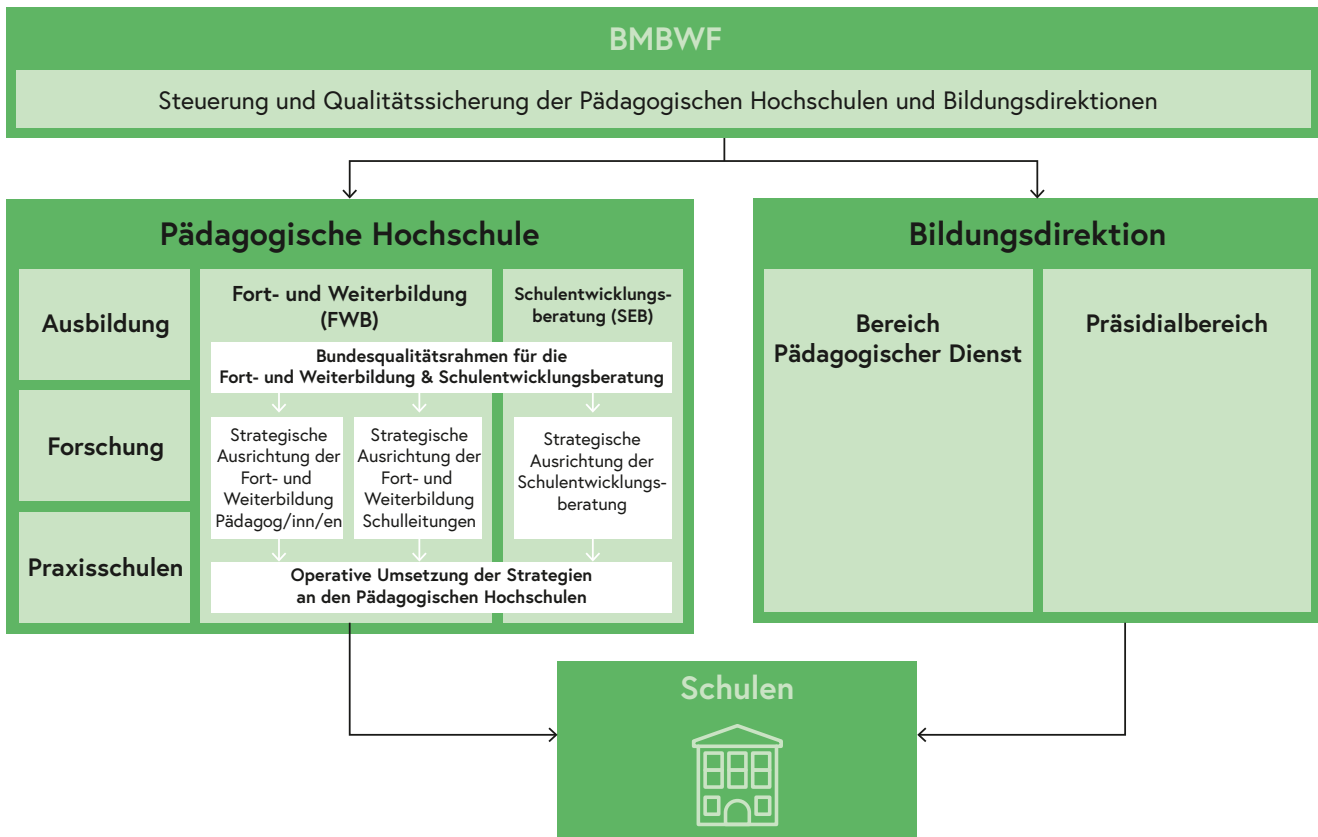 BMBWF
Steuerung und Qualitätssicherung der Pädagogischen Hochschulen und Bildungsdirektionen
Pädagogische Hochschule
Ausbildung
Forschung
Praxisschulen
Fort- und Weiterbildung
(FWB)
Schulentwicklungs-
beratung (SEB)
Bundesqualitätsrahmen für die
Fort- und Weiterbildung & Schulentwicklungsberatung
Strategische
Ausrichtung der
Fort- und
Weiterbildung
Pädagog/inn/en
Strategische
Ausrichtung der
Fort- und
Weiterbildung
Schulleitungen
Strategische
Ausrichtung der
Schulentwicklungs-
beratung
Operative Umsetzung der Strategien
an den Pädagogischen Hochschulen
Bildungsdirektion
Bereich
Pädagogischer Dienst
Präsidialbereich
Schulen